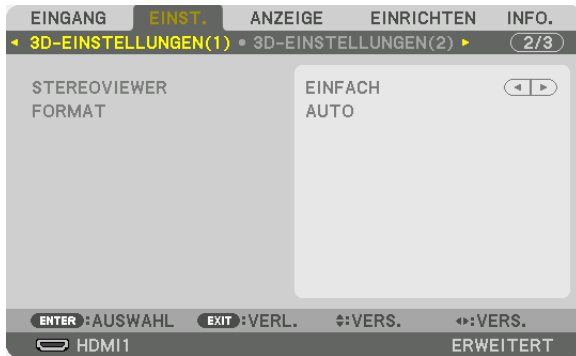 EINGANG EINST. ANZEIGE EINRICHTEN INFO.
◂ 3D-EINSTELLUNGEN(1) • 3D-EINSTELLUNGEN(2) ▸ 2/3
STEREOVIEWER EINFACH ◂ ▸
FORMAT AUTO
ENTER:AUSWAHL EXIT:VERL. ⬘:VERS. ◂▸:VERS.
HDMI1 ERWEITERT